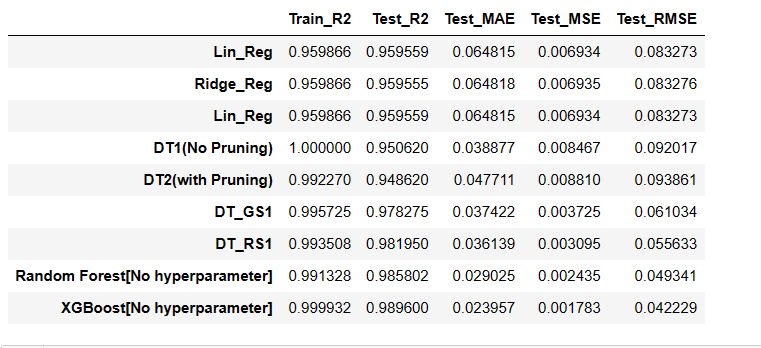 Train_R2 Test_R2 Test_MAE Test_MSE Test_RMSE
Lin_Reg 0.959866 0.959559 0.064815 0.006934 0.083273
Ridge_Reg 0.959866 0.959555 0.064818 0.006935 0.083276
Lin_Reg 0.959866 0.959559 0.064815 0.006934 0.083273
DT1(No Pruning) 1.000000 0.950620 0.038877 0.008467 0.092017
DT2(with Pruning) 0.992270 0.948620 0.047711 0.008810 0.093861
DT_GS1 0.995725 0.978275 0.037422 0.003725 0.061034
DT_RS1 0.993508 0.981950 0.036139 0.003095 0.055633
Random Forest[No hyperparameter] 0.991328 0.985802 0.029025 0.002435 0.049341
XGBoost[No hyperparameter] 0.999932 0.989600 0.023957 0.001783 0.042229